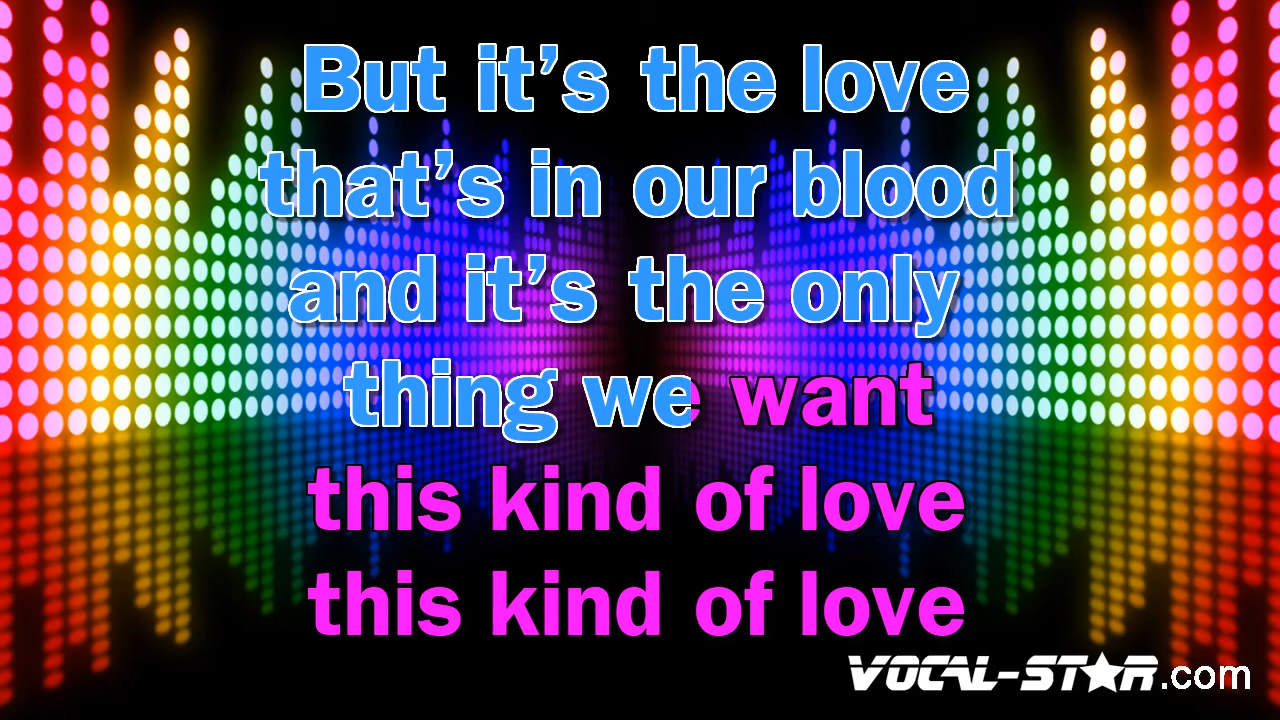 But it’s the love
that’s in our blood
and it’s the only
thing we want
this kind of love
this kind of love
VOCAL-STAR.com